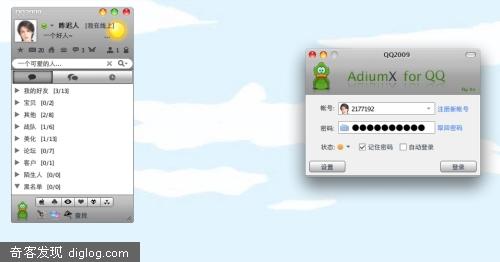 QQ2009
[我在线上]
一个好人~
20
3
1
一个可爱的人...
我的好友 [3/13]
宝贝 [0/2]
其他 [2/8]
战队 [1/6]
美化 [1/13]
论坛 [0/7]
客户 [0/1]
陌生人 [0/0]
黑名单 [0/0]
查找
QQ2009
AdiumX for QQ
帐号: 2177192 注册新帐号
密码: ●●●●●●●●●● 取回密码
状态: 记住密码 自动登录
设置 登录
奇客发现 diglog.com